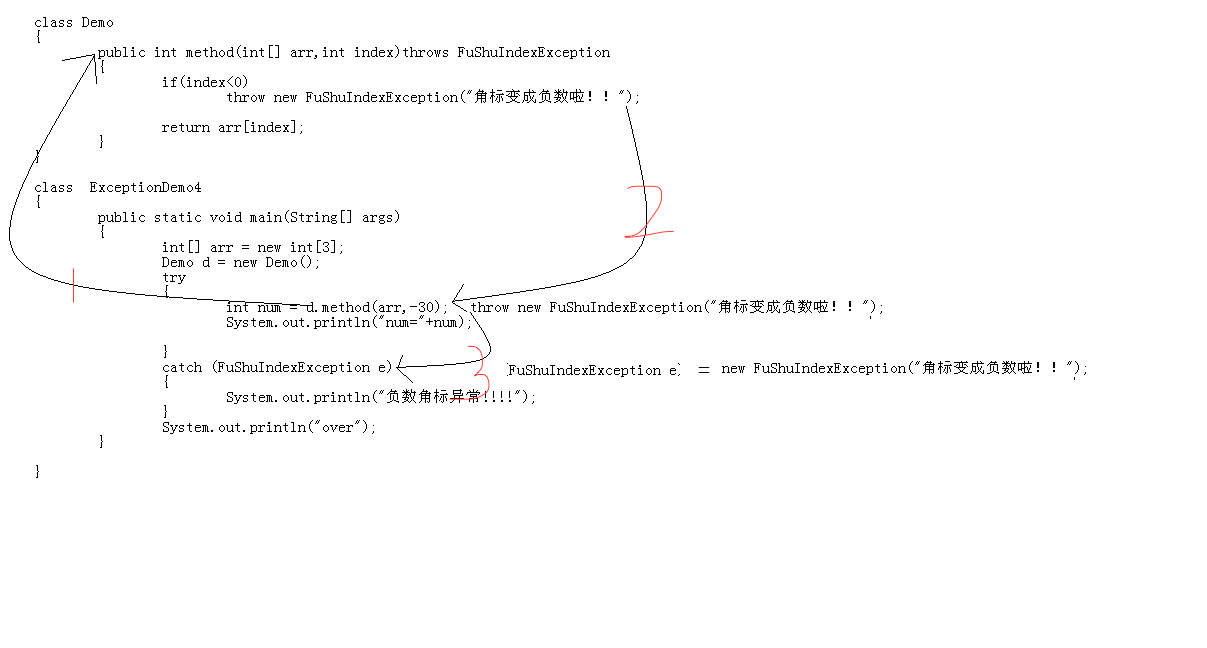 class Demo
{
public int method(int[] arr,int index)throws FuShuIndexException
{
if(index<0)
throw new FuShuIndexException("角标变成负数啦！！");
return arr[index];
}
}
class ExceptionDemo4
{
public static void main(String[] args)
{
int[] arr = new int[3];
Demo d = new Demo();
try
{
int num = d.method(arr,-30); throw new FuShuIndexException("角标变成负数啦！！");
System.out.println("num="+num);
}
catch (FuShuIndexException e) FuShuIndexException e = new FuShuIndexException("角标变成负数啦！！");
{
System.out.println("负数角标异常!!!!");
}
System.out.println("over");
}
}
2
3